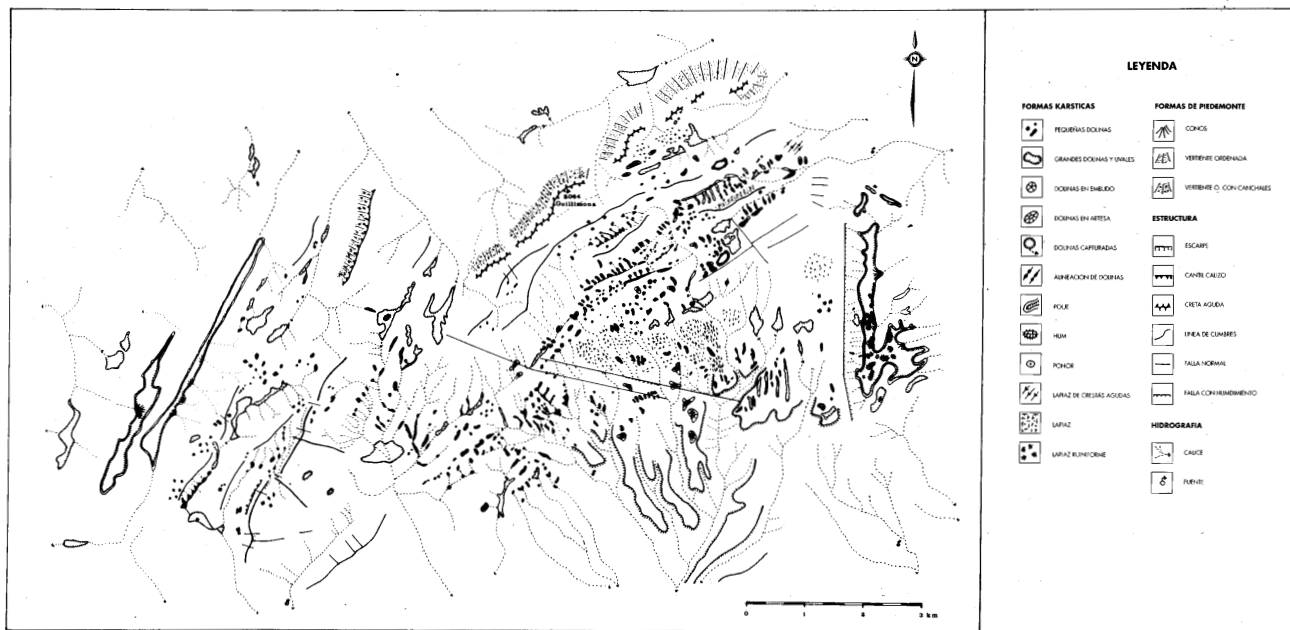 N
2064
Guillimona
0 1 2 3 km
LEYENDA
FORMAS KARSTICAS
PEQUEÑAS DOLINAS
GRANDES DOLINAS Y UVALES
DOLINAS EN EMBUDO
DOLINAS EN ARTESA
DOLINAS CAPTURADAS
ALINEACION DE DOLINAS
POLJE
HUM
PONOR
LAPIAZ DE CRESTAS AGUDAS
LAPIAZ
LAPIAZ RUINIFORME
FORMAS DE PIEDEMONTE
CONOS
VERTIENTE ORDENADA
VERTIENTE O. CON CANCHALES
ESTRUCTURA
ESCARPE
CANTIL CALIZO
CRETA AGUDA
LINEA DE CUMBRES
FALLA NORMAL
FALLA CON HUNDIMIENTO
HIDROGRAFIA
CAUCE
FUENTE